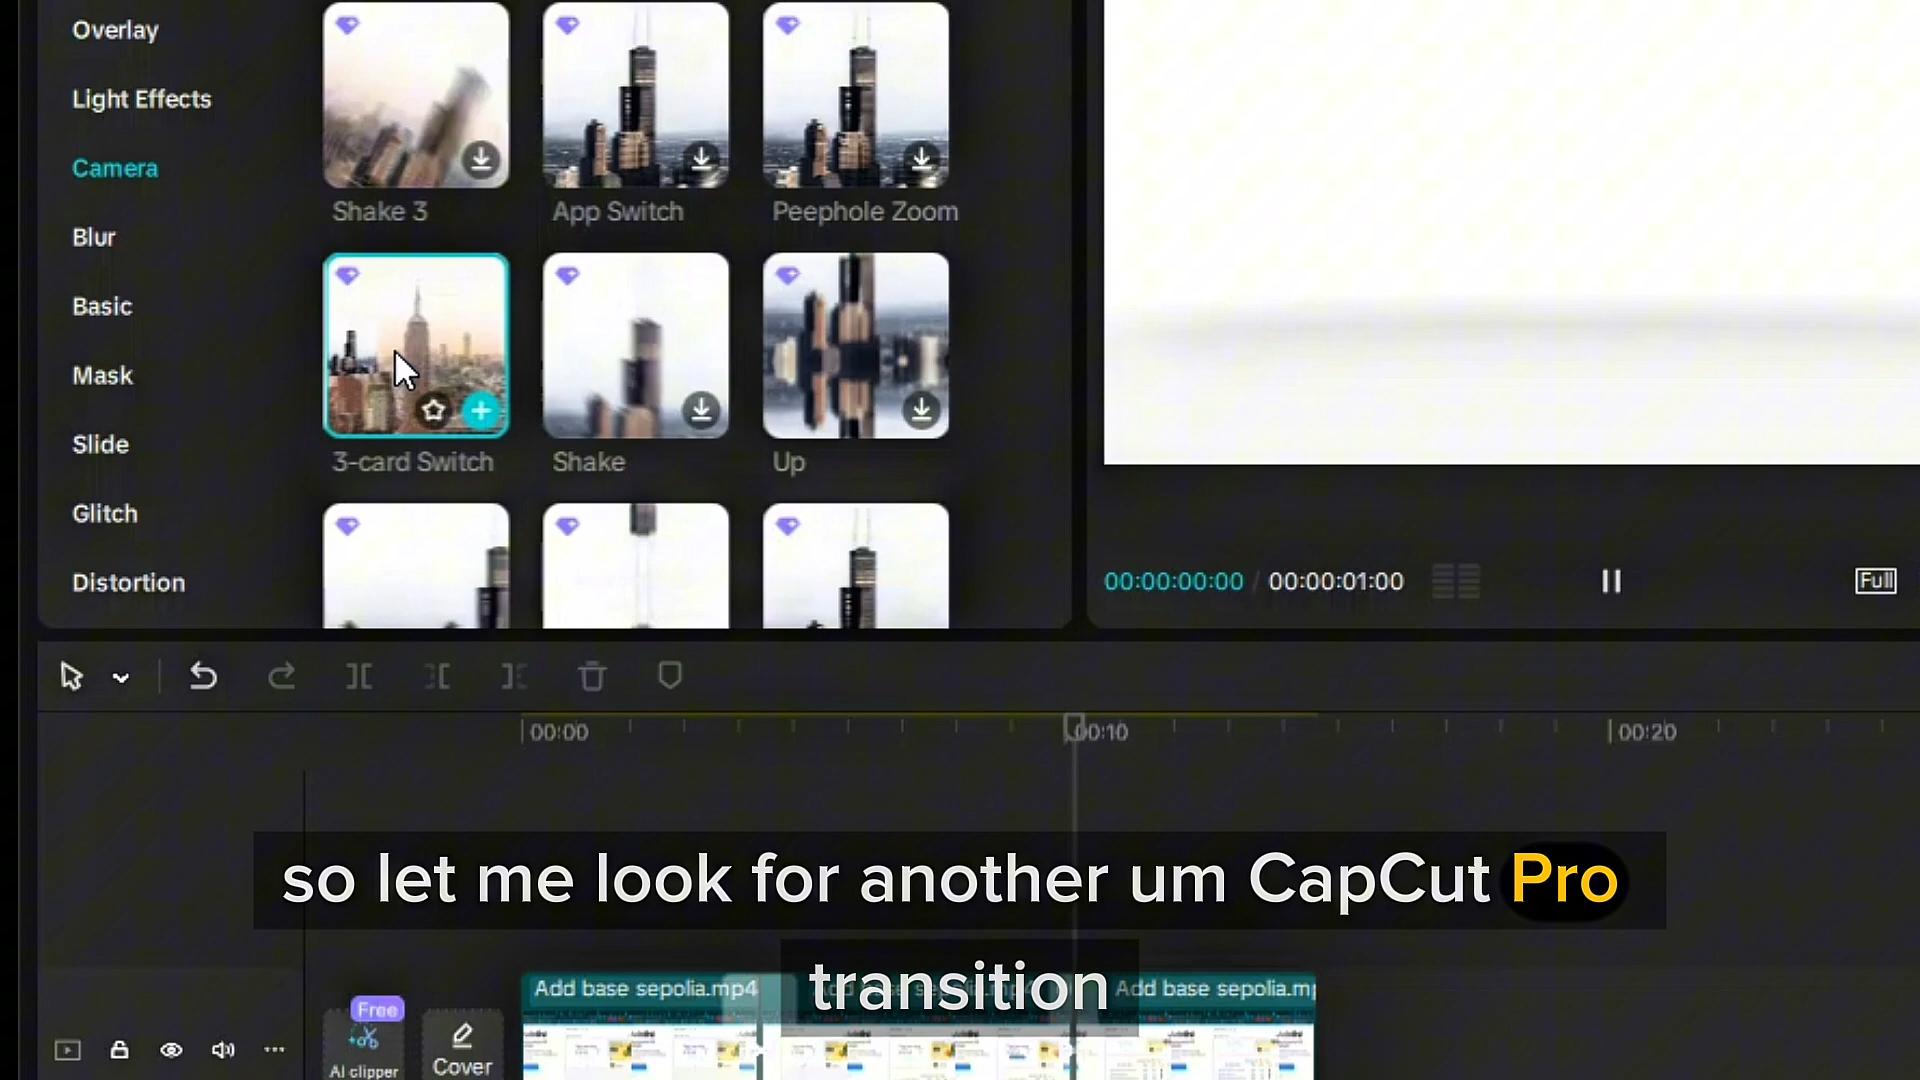 Overlay
Light Effects
Camera
Blur
Basic
Mask
Slide
Glitch
Distortion
Shake 3
App Switch
Peephole Zoom
3-card Switch
Shake
Up
00:00:00:00 / 00:00:01:00
Full
00:00
00:10
00:20
so let me look for another um CapCut Pro
transition
Add base sepolia.mp4
Add base sepolia.mp
Free
AI clipper
Cover